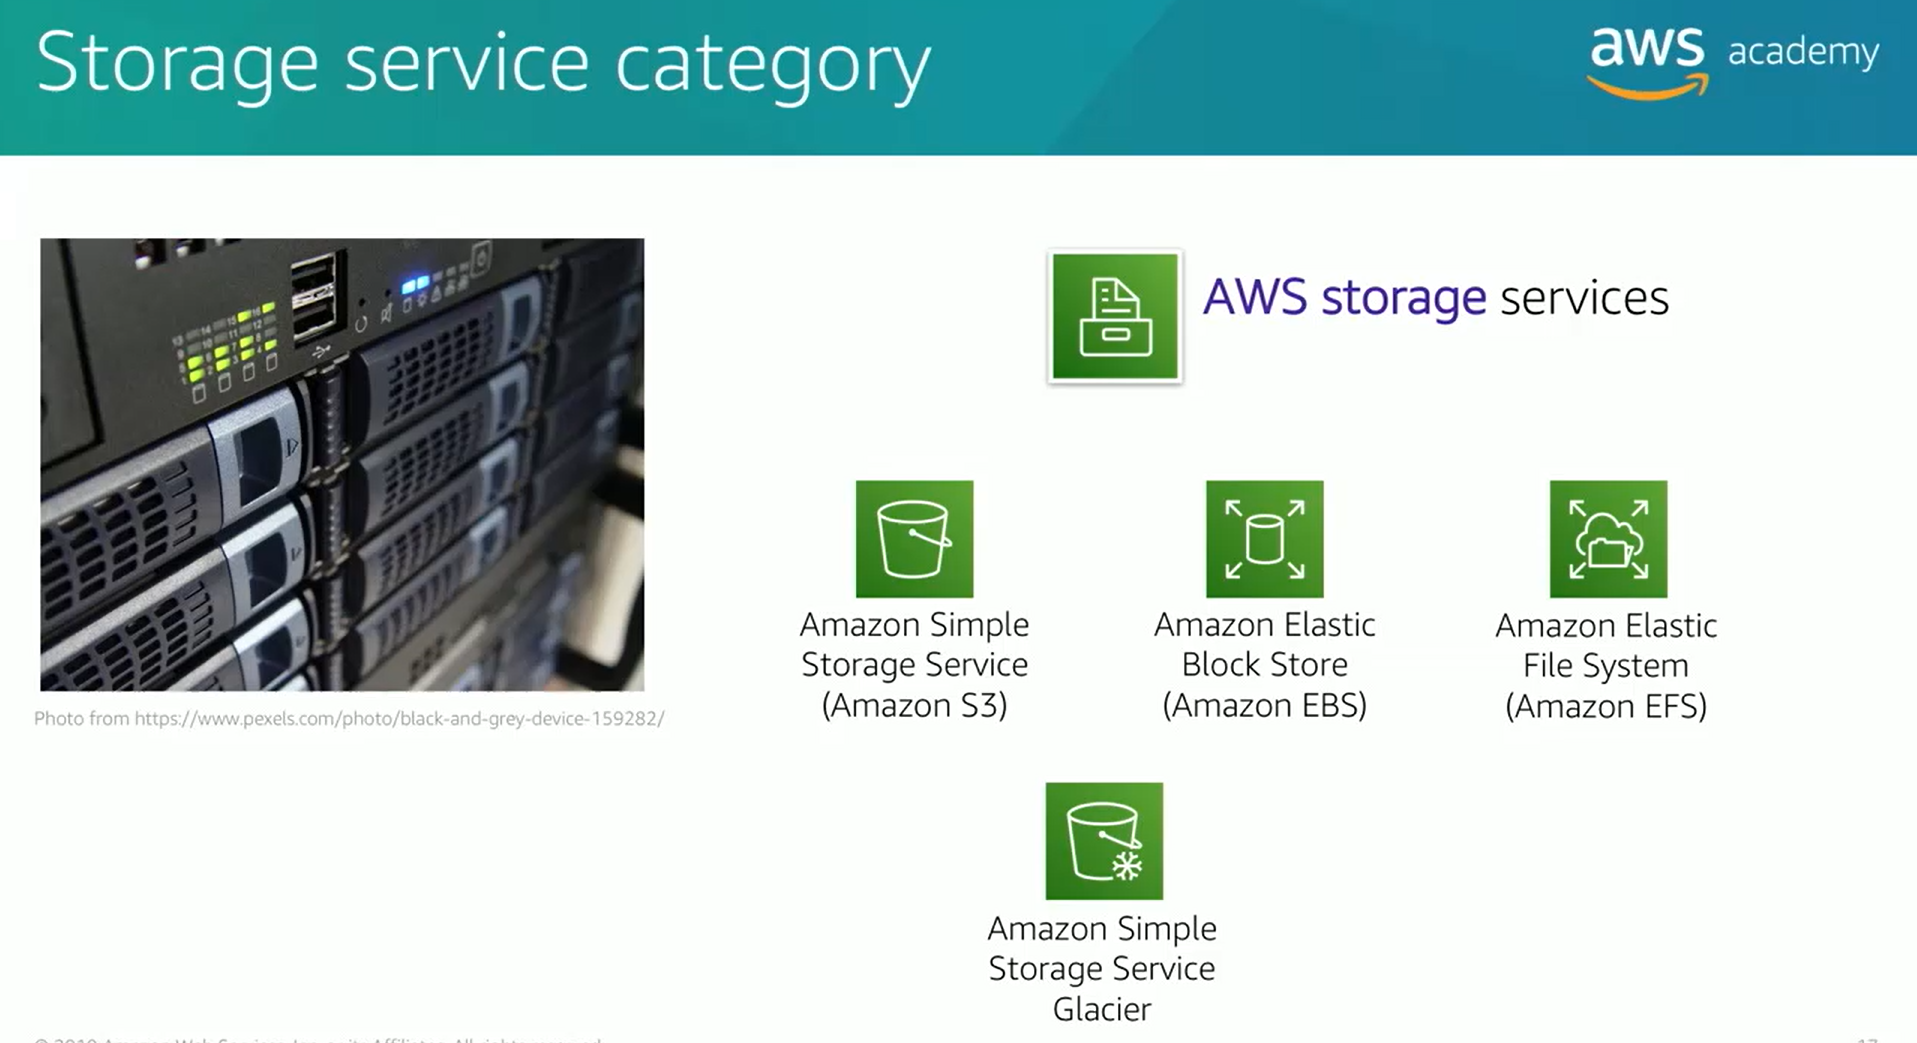 Storage service category
aws academy
AWS storage services
Amazon Simple
Storage Service
(Amazon S3)
Amazon Elastic
Block Store
(Amazon EBS)
Amazon Elastic
File System
(Amazon EFS)
Photo from https://www.pexels.com/photo/black-and-grey-device-159282/
Amazon Simple
Storage Service
Glacier